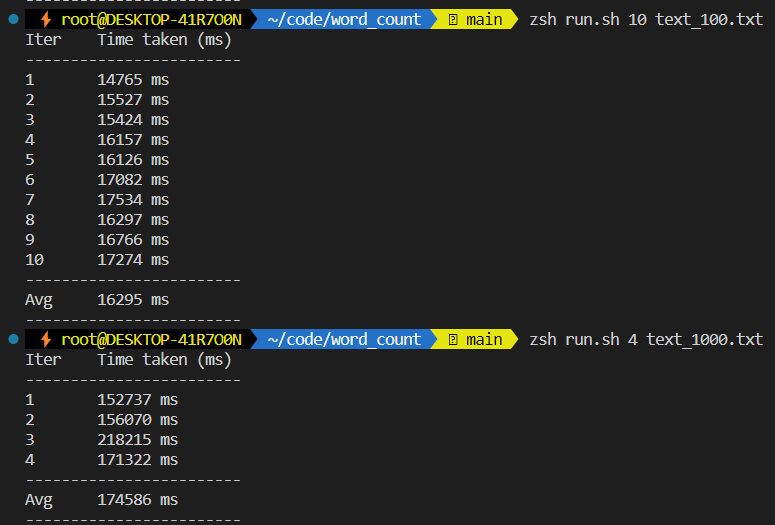 ------------------------
root@DESKTOP-41R7O0N ~/code/word_count main zsh run.sh 10 text_100.txt
Iter Time taken (ms)
------------------------
1 14765 ms
2 15527 ms
3 15424 ms
4 16157 ms
5 16126 ms
6 17082 ms
7 17534 ms
8 16297 ms
9 16766 ms
10 17274 ms
------------------------
Avg 16295 ms
------------------------
root@DESKTOP-41R7O0N ~/code/word_count main zsh run.sh 4 text_1000.txt
Iter Time taken (ms)
------------------------
1 152737 ms
2 156070 ms
3 218215 ms
4 171322 ms
------------------------
Avg 174586 ms
------------------------